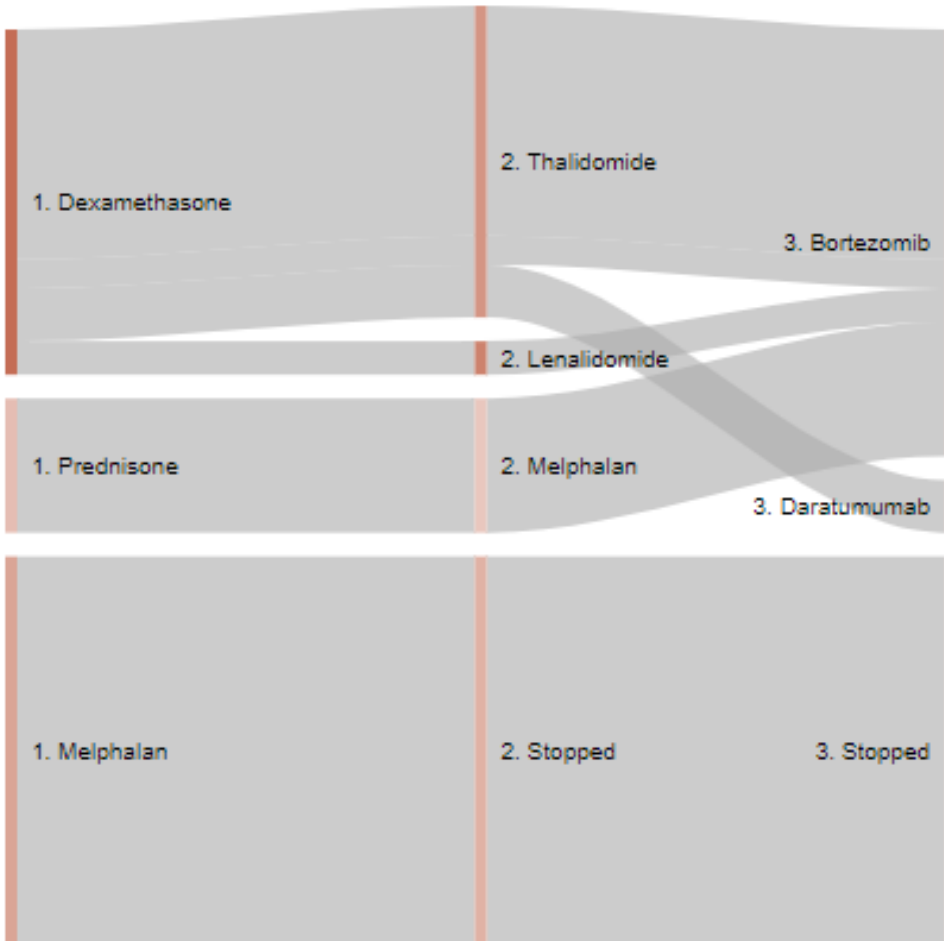 2. Thalidomide
1. Dexamethasone
3. Bortezomib
2. Lenalidomide
1. Prednisone
2. Melphalan
3. Daratumumab
1. Melphalan
2. Stopped
3. Stopped